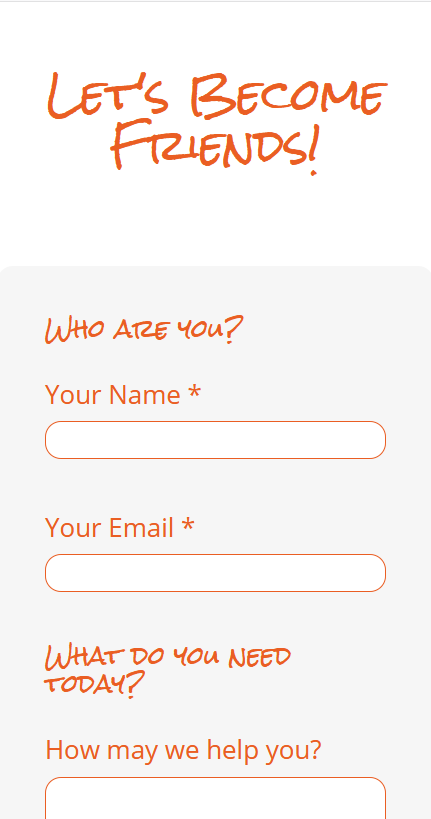 Let's Become
Friends!
Who are you?
Your Name *
Your Email *
What do you need
today?
How may we help you?